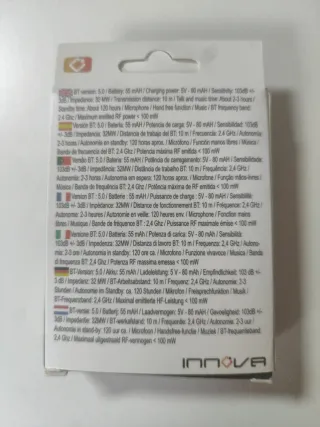 BT-version: 5.0 / Battery: 55 mAH / Charging power: 5V - 80 mAH / Sensitivity: 103dB +/-
3dB / Impedance: 32 MW / Transmission distance: 10 m / Talk and music time: About 2-3 hours /
Standby time: About 120 hours / Microphone / Hand free function / Music / BT frequency bend:
2,4 Ghz / Maximum emitted RF power < 100 mW
Versión BT: 5.0 / Batería: 55 mAH / Potencia de carga: 5V - 80 mAH / Sensibilidad: 103dB
+/- 3dB / Impedancia: 32MW / Distancia de trabajo del BT: 10 m / Frecuencia: 2,4 GHz / Autonomía:
2-3 horas / Autonomía en standby: 120 horas aprox. / Micrófono / Función manos libres / Música /
Banda de frecuencia del BT: 2,4 Ghz / Potencia máxima RF emitida < 100 mW
Versão BT: 5.0 / Bateria: 55 mAH / Potência de carregamento: 5V - 80 mAH / Sensibilidade:
103dB +/- 3dB / Impedância: 32MW / Distância de trabalho BT: 10 m / Frequência: 2,4 GHz /
Autonomia: 2-3 horas / Autonomia em espera: 120 horas aprox. / Microfone / Função mãos-livres /
Música / Banda de frequência BT: 2,4 Ghz / Potência máxima de RF emitida < 100 mW
Version BT: 5.0 / Batterie : 55 mAH / Puissance de charge : 5V - 80 mAH / Sensibilité :
103dB +/- 3dB / Impédance : 32MW / Distance de fonctionnement BT : 10 m / Fréquence : 2,4 GHz /
Autonomie : 2-3 heures / Autonomie en veille : 120 heures env. / Microphone / Fonction mains
libres / Musique / Bande de fréquence BT : 2,4 GHz / Puissance RF maximale émise < 100 mW
Versione BT: 5.0 / Batteria: 55 mAH / Potenza di carica: 5V - 80 mAH / Sensibilità: 103dB
+/- 3dB / Impedenza: 32MW / Distanza di lavoro BT: 10 m / Frequenza: 2,4 GHz / Autono-
mia: 2-3 ore / Autonomia in standby: 120 ore circa / Microfono / Funzione vivavoce / Musica /
Banda di frequenza BT: 2,4 Ghz / Potenza RF massima emessa < 100 mW
BT-Version: 5.0 / Akku: 55 mAH / Ladeleistung: 5 V - 80 mAH / Empfindlichkeit: 103 dB +/-
3 dB / Impedanz: 32 MW / BT-Arbeitsabstand: 10 m / Frequenz: 2,4 GHz / Autonomie: 2-3
Stunden / Autonomie im Standby: ca. 120 Stunden / Mikrofon / Freisprechfunktion / Musik /
BT-Frequenzband: 2,4 GHz / Maximal emittierte HF-Leistung < 100 mW
BT-versie: 5.0 / Batterij: 55 mAH / Laadvermogen: 5V - 80 mAH / Gevoeligheid: 103dB +/-
3dB / Impedantie: 32MW / BT-werkafstand: 10 m / Frequentie: 2,4 GHz / Autonomie: 2-3 uur /
Autonomie in stand-by: 120 uur ca. / Microfoon / Handsfree-functie / Muziek / BT-frequentieband:
2,4 GHz / Maximaal uitgestraald RF-vermogen < 100 mW
INNOVA